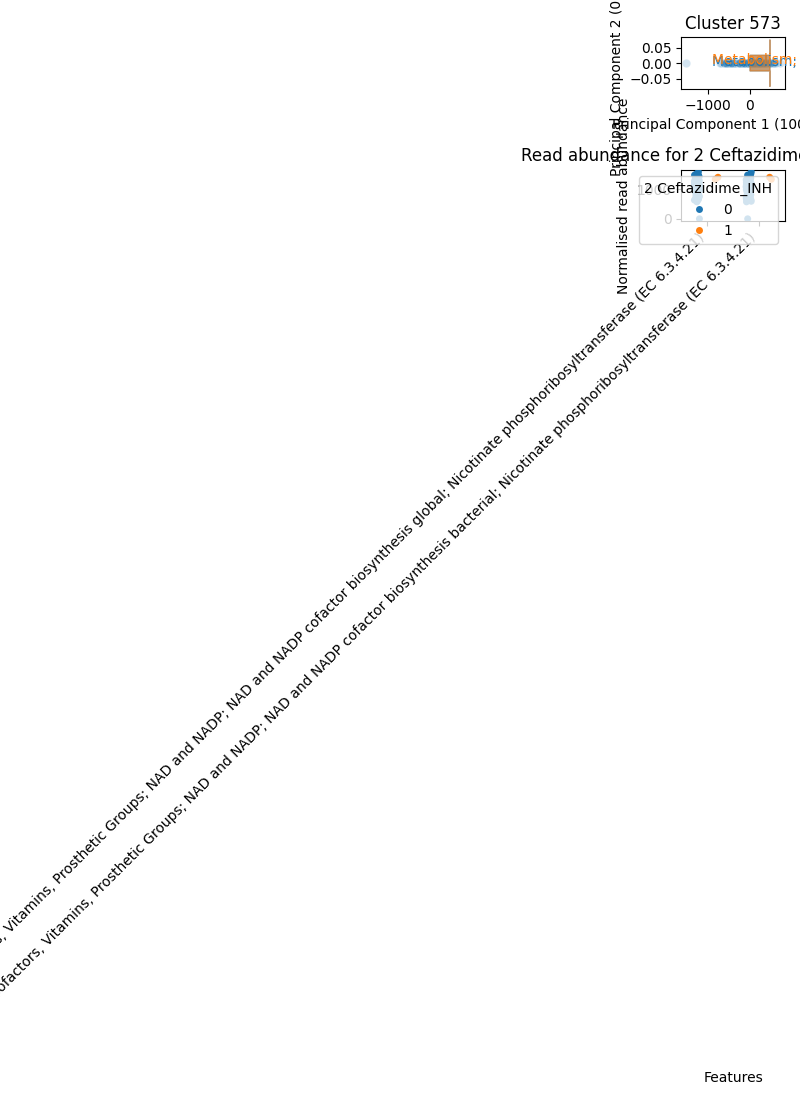 Cluster 573
Principal Component 2 (0
0.05
0.00
−0.05
Metabolism;
−1000
0
Principal Component 1 (100
Read abundance for 2 Ceftazidime
Normalised read abundance
0
2 Ceftazidime_INH
0
1
s, Vitamins, Prosthetic Groups; NAD and NADP; NAD and NADP cofactor biosynthesis global; Nicotinate phosphoribosyltransferase (EC 6.3.4.21)
ofactors, Vitamins, Prosthetic Groups; NAD and NADP; NAD and NADP cofactor biosynthesis bacterial; Nicotinate phosphoribosyltransferase (EC 6.3.4.21)
Features